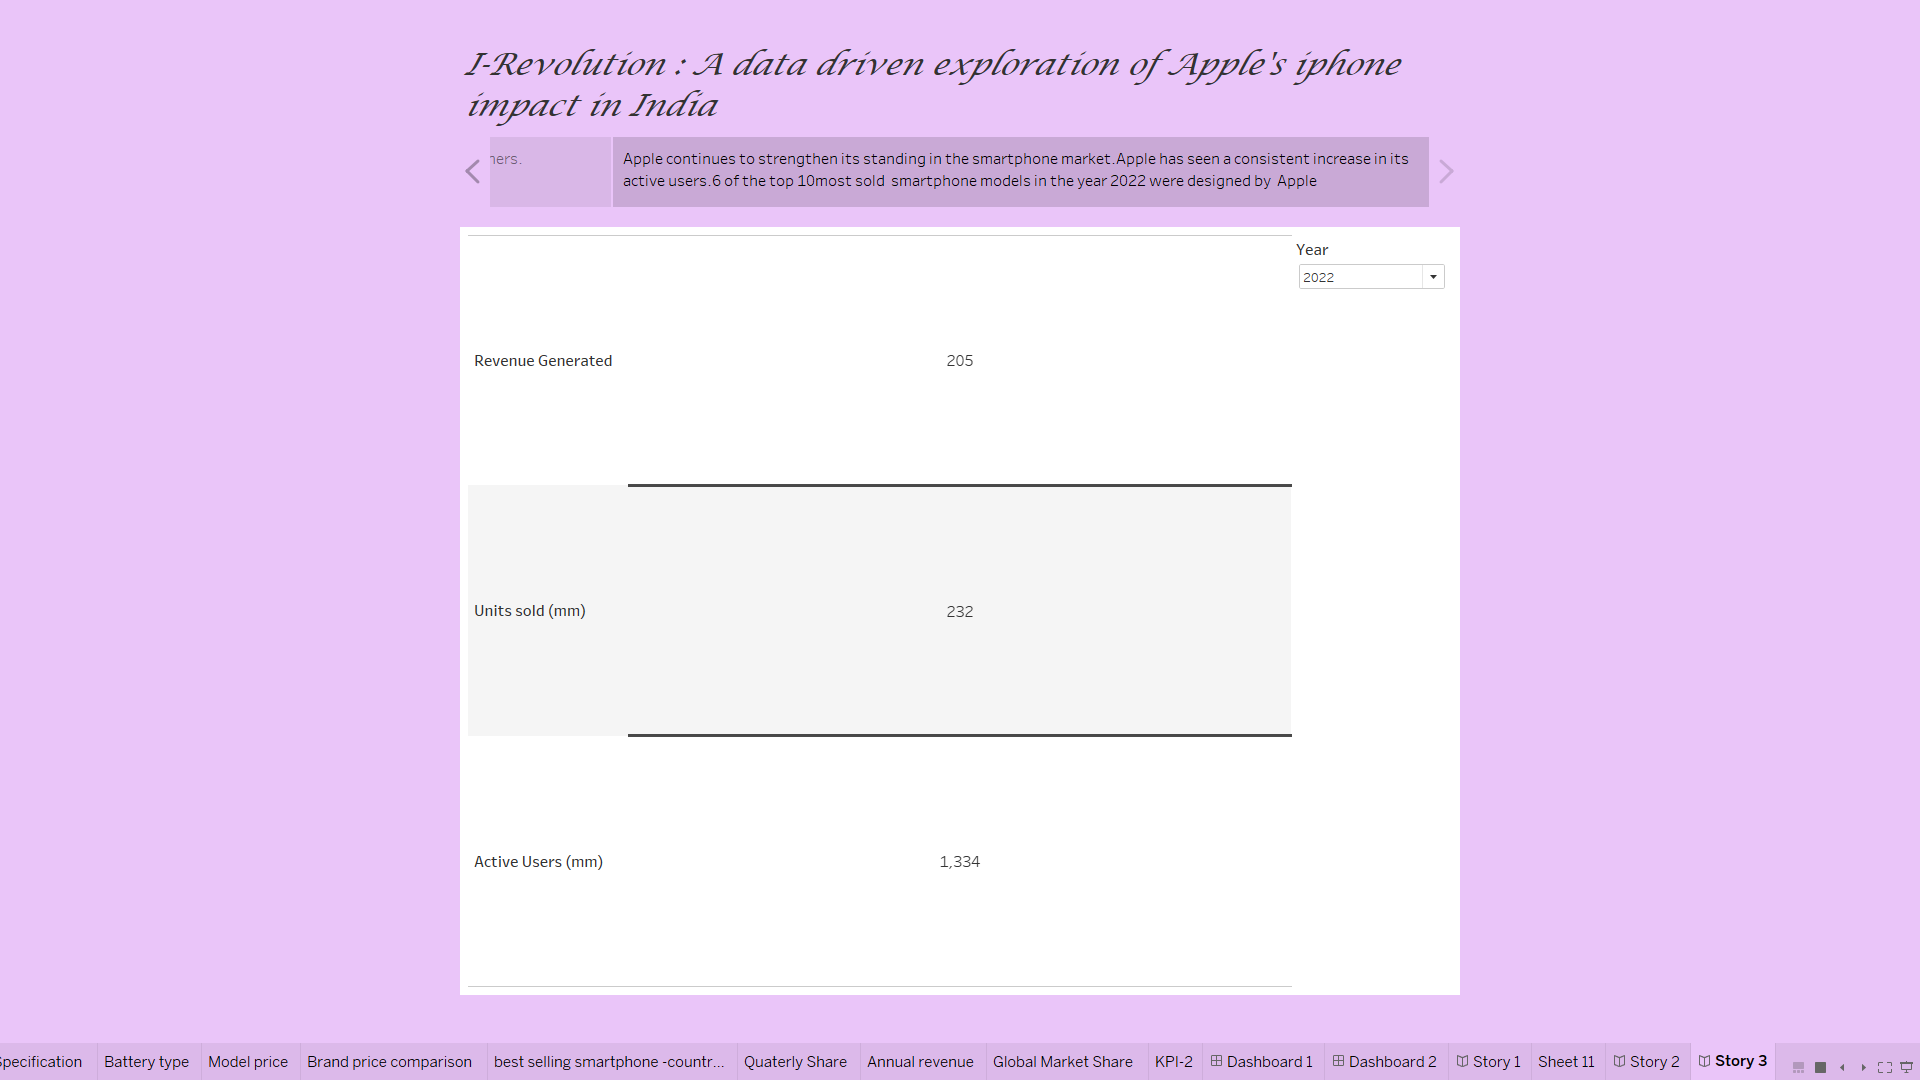 I-Revolution : A data driven exploration of Apple's iphone
impact in India
ners.
Apple continues to strengthen its standing in the smartphone market.Apple has seen a consistent increase in its
active users.6 of the top 10most sold  smartphone models in the year 2022 were designed by  Apple
Year
2022
Revenue Generated 205
Units sold (mm) 232
Active Users (mm) 1,334
Specification Battery type Model price Brand price comparison best selling smartphone -countr... Quaterly Share Annual revenue Global Market Share KPI-2 Dashboard 1 Dashboard 2 Story 1 Sheet 11 Story 2 Story 3